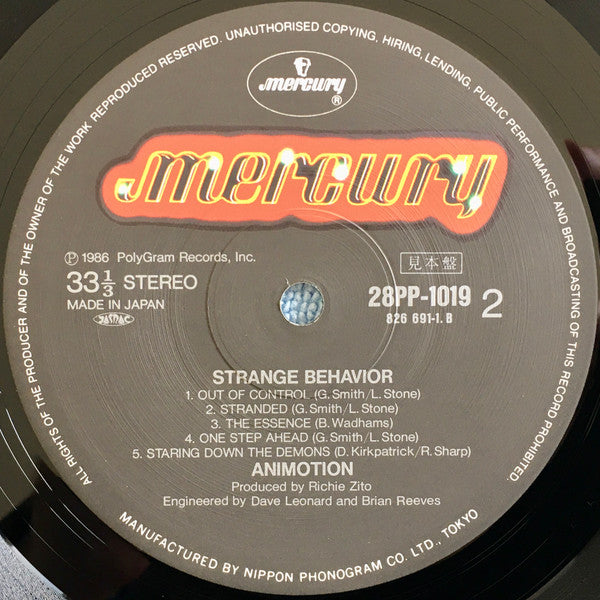 ALL RIGHTS OF THE PRODUCER AND OF THE OWNER OF THE WORK REPRODUCED RESERVED. UNAUTHORISED COPYING, HIRING, LENDING, PUBLIC PERFORMANCE AND BROADCASTING OF THIS RECORD PROHIBITED.
mercury
®
mercury
Ⓟ 1986 PolyGram Records, Inc.
33 1/3 STEREO
MADE IN JAPAN
JASRAC
見本盤
28PP-1019 2
826 691-1.B
STRANGE BEHAVIOR
1. OUT OF CONTROL (G. Smith/L. Stone)
2. STRANDED (G. Smith/L. Stone)
3. THE ESSENCE (B. Wadhams)
4. ONE STEP AHEAD (G. Smith/L. Stone)
5. STARING DOWN THE DEMONS (D. Kirkpatrick/R. Sharp)
ANIMOTION
Produced by Richie Zito
Engineered by Dave Leonard and Brian Reeves
MANUFACTURED BY NIPPON PHONOGRAM CO. LTD., TOKYO